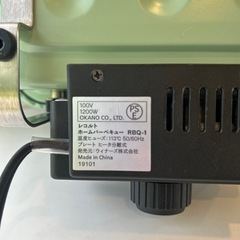 100V
1200W
OKANO CO., LTD.
PS
E
レコルト
ホームバーベキュー RBQ-1
温度ヒューズ:113℃ 50/60Hz
プレート ヒータ分離式
発売元:ウィナーズ株式会社
Made in China
19101